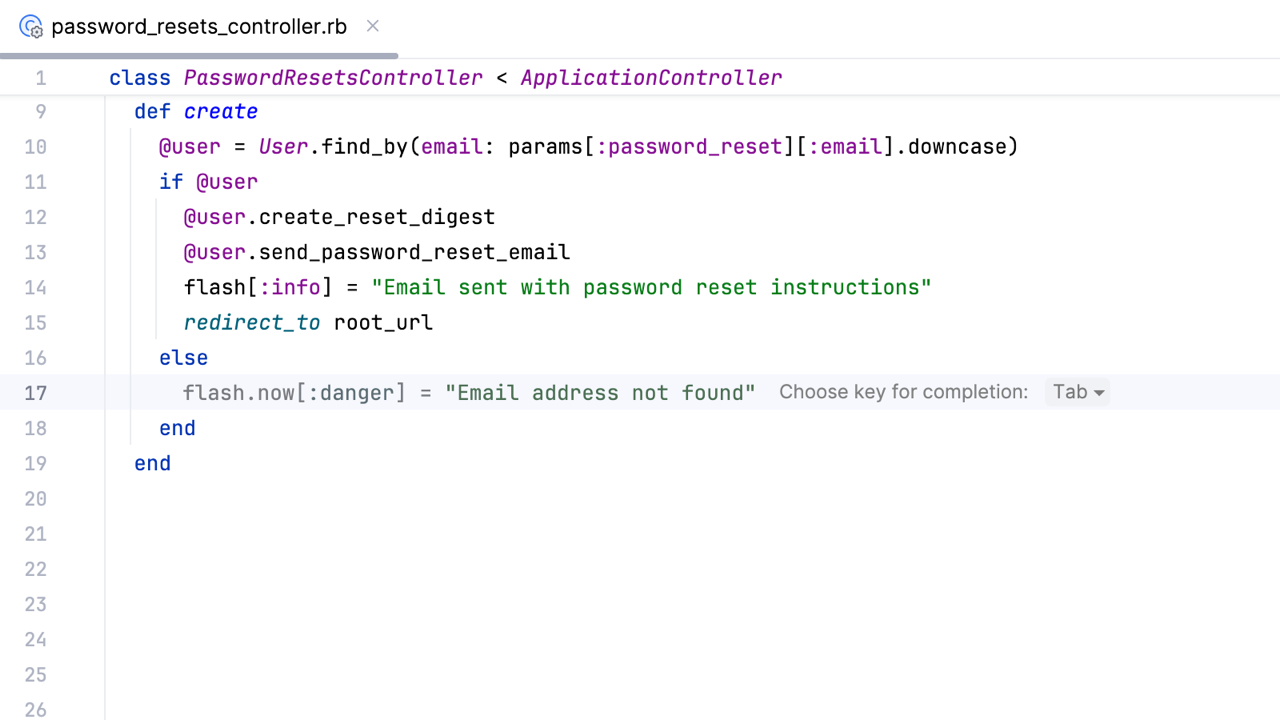 password_resets_controller.rb
1 class PasswordResetsController < ApplicationController
9 def create
10 @user = User.find_by(email: params[:password_reset][:email].downcase)
11 if @user
12 @user.create_reset_digest
13 @user.send_password_reset_email
14 flash[:info] = "Email sent with password reset instructions"
15 redirect_to root_url
16 else
17 flash.now[:danger] = "Email address not found" Choose key for completion: Tab
18 end
19 end
20
21
22
23
24
25
26